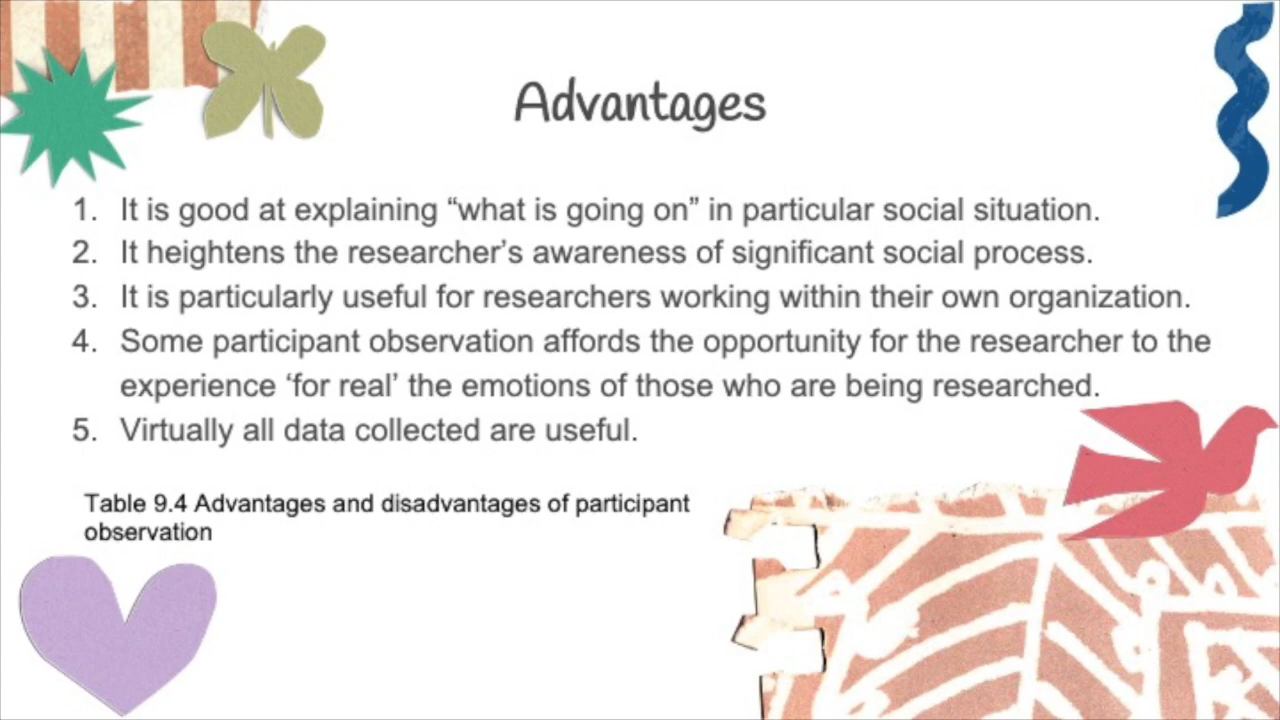 Advantages
1. It is good at explaining “what is going on” in particular social situation.
2. It heightens the researcher’s awareness of significant social process.
3. It is particularly useful for researchers working within their own organization.
4. Some participant observation affords the opportunity for the researcher to the
experience ‘for real’ the emotions of those who are being researched.
5. Virtually all data collected are useful.
Table 9.4 Advantages and disadvantages of participant
observation